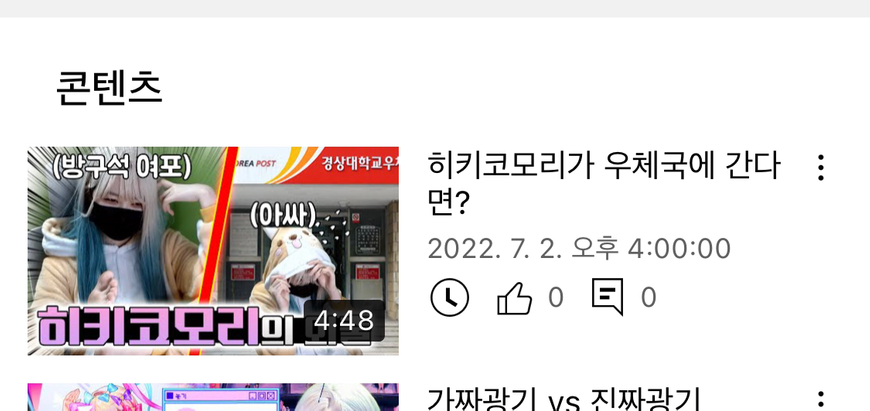 콘텐츠
(방구석 여포)
REA POST 경상대학교우체
(아싸)
히키코모리의
4:48
히키코모리가 우체국에 간다
면?
2022. 7. 2. 오후 4:00:00
0 0
가짜광기 vs 진짜광기